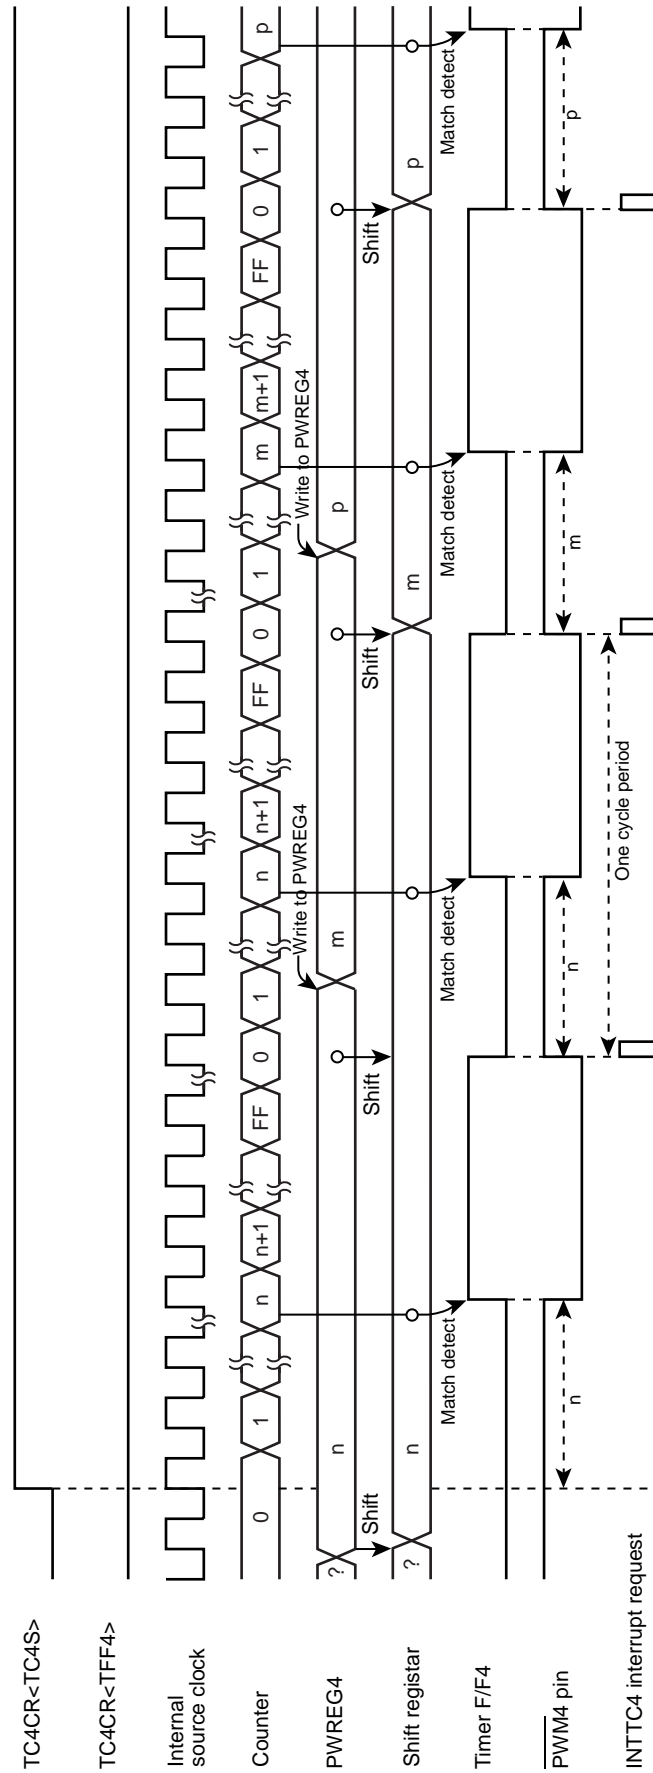 TC4CR<TC4S>
TC4CR<TFF4>
Internal
source clock
Counter
0 1 n n+1 FF 0 1 n n+1 FF 0 1 m m+1 FF 0 1 p
Write to PWREG4
Write to PWREG4
PWREG4
? n m p
Shift
Shift
Shift
Shift
Shift registar
? n m p
Match detect
Match detect
Match detect
Match detect
Timer F/F4
PWM4 pin
n n m p
One cycle period
INTTC4 interrupt request